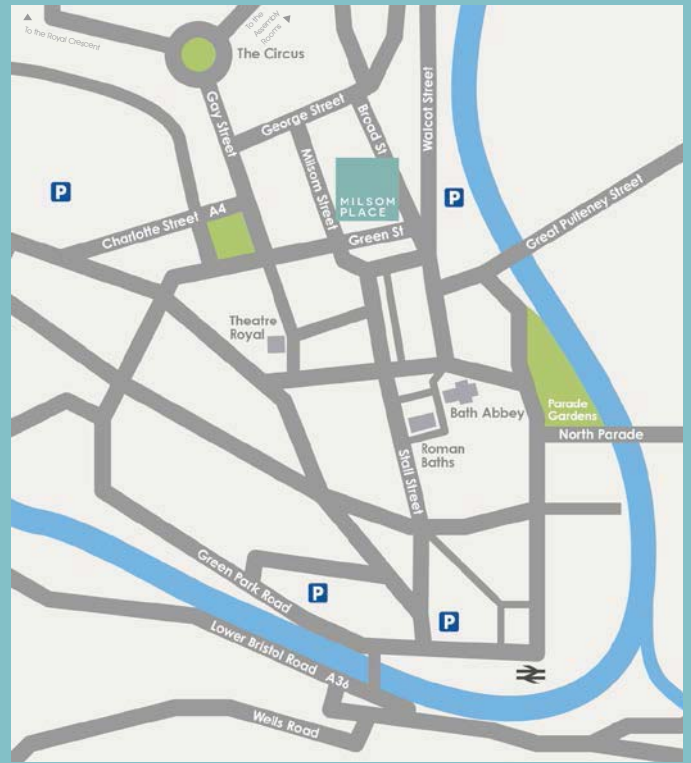 To the Royal Crescent
To the
Assembly
Rooms
The Circus
Gay Street
George Street
Broad St
Walcot Street
Milsom Street
MILSOM
PLACE
P
P
Charlotte Street A4
Green St
Great Pulteney Street
Theatre
Royal
Parade
Gardens
Bath Abbey
North Parade
Roman
Baths
Stall Street
Green Park Road
P
P
Lower Bristol Road A36
Wells Road